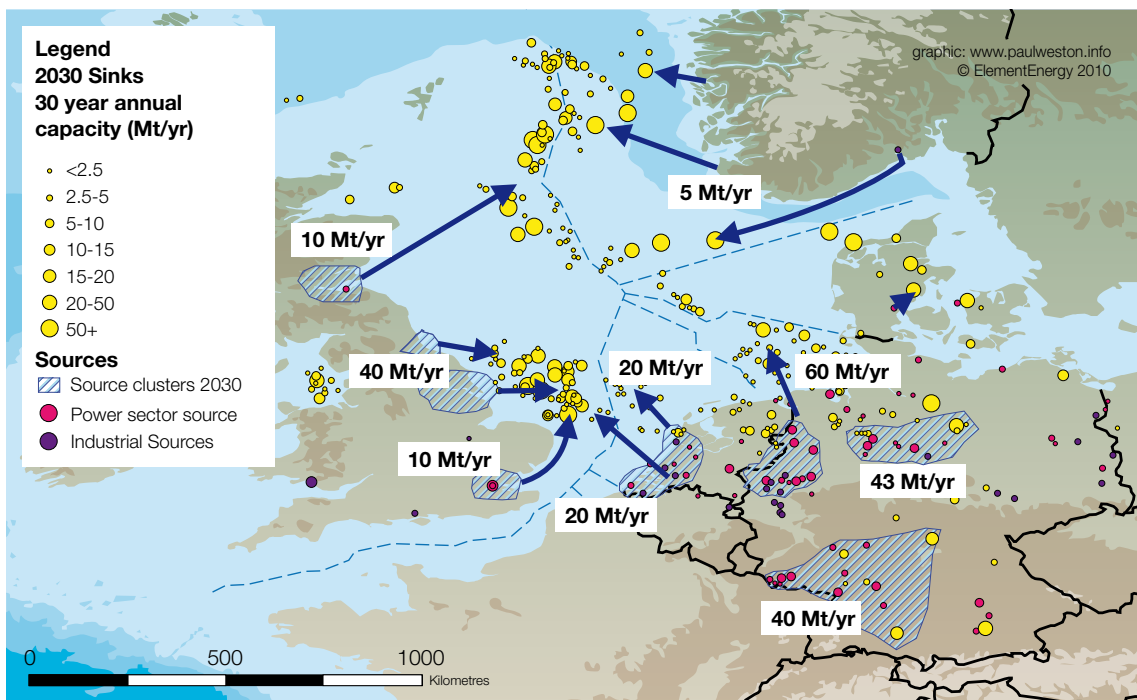 Legend
2030 Sinks
30 year annual
capacity (Mt/yr)
<2.5
2.5-5
5-10
10-15
15-20
20-50
50+
Sources
Source clusters 2030
Power sector source
Industrial Sources
graphic: www.paulweston.info
© ElementEnergy 2010
5 Mt/yr
10 Mt/yr
40 Mt/yr
20 Mt/yr
60 Mt/yr
10 Mt/yr
43 Mt/yr
20 Mt/yr
40 Mt/yr
0 500 1000
Kilometres